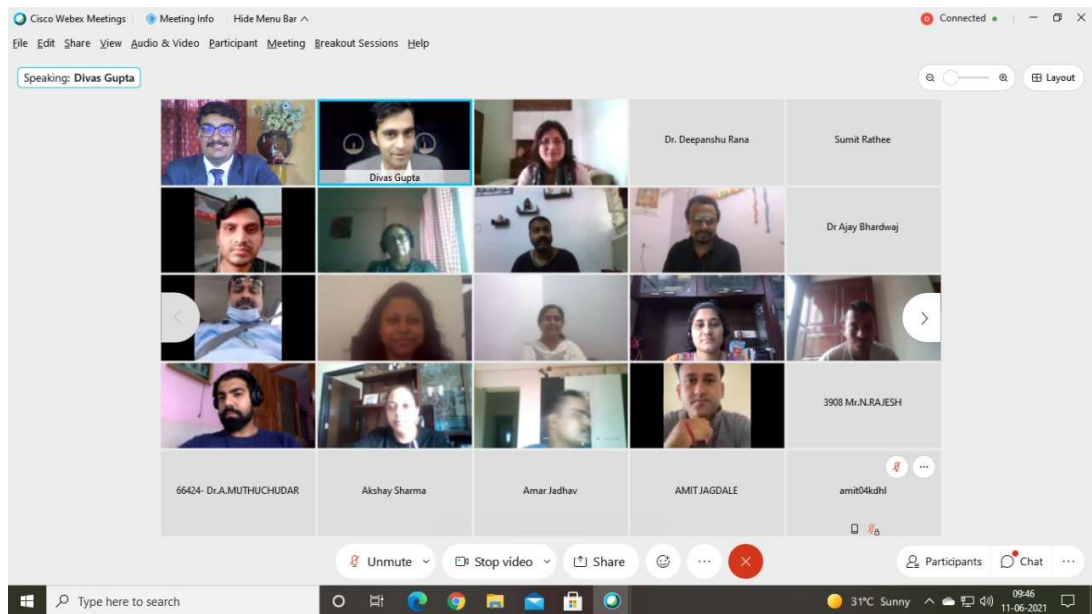 Cisco Webex Meetings Meeting Info Hide Menu Bar
Connected
File Edit Share View Audio & Video Participant Meeting Breakout Sessions Help
Speaking: Divas Gupta
Layout
Divas Gupta
Dr. Deepanshu Rana
Sumit Rathee
Dr Ajay Bhardwaj
3908 Mr.N.RAJESH
66424- Dr.A.MUTHUCHUDAR
Akshay Sharma
Amar Jadhav
AMIT JAGDALE
amit04kdhl
Unmute Stop video Share Participants Chat
Type here to search
31°C Sunny
09:46
11-06-2021